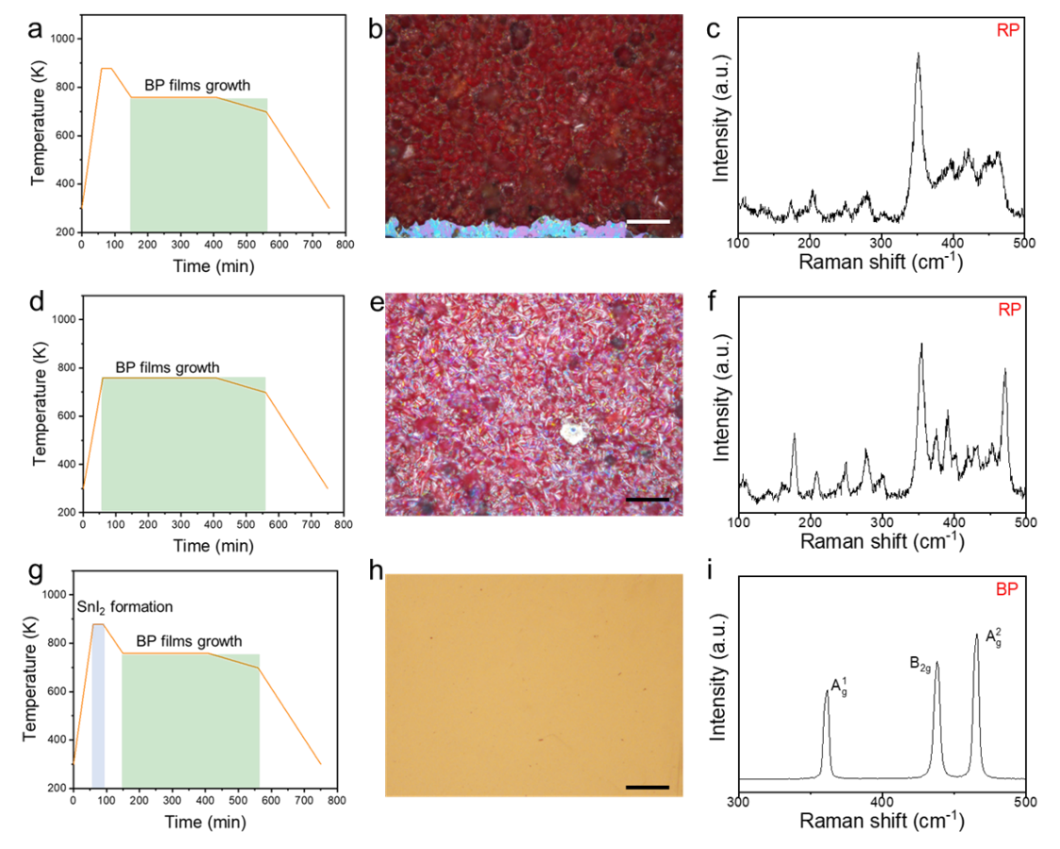 a
Temperature (K)
1000
800
600
400
200
BP films growth
0 100 200 300 400 500 600 700 800
Time (min)
b
c
RP
Intensity (a.u.)
100 200 300 400 500
Raman shift (cm⁻¹)
d
Temperature (K)
1000
800
600
400
200
BP films growth
0 100 200 300 400 500 600 700 800
Time (min)
e
f
RP
Intensity (a.u.)
100 200 300 400 500
Raman shift (cm⁻¹)
g
Temperature (K)
1000
800
600
400
200
SnI₂ formation
BP films growth
0 100 200 300 400 500 600 700 800
Time (min)
h
i
BP
Intensity (a.u.)
A¹g
B₂g
A²g
300 400 500
Raman shift (cm⁻¹)